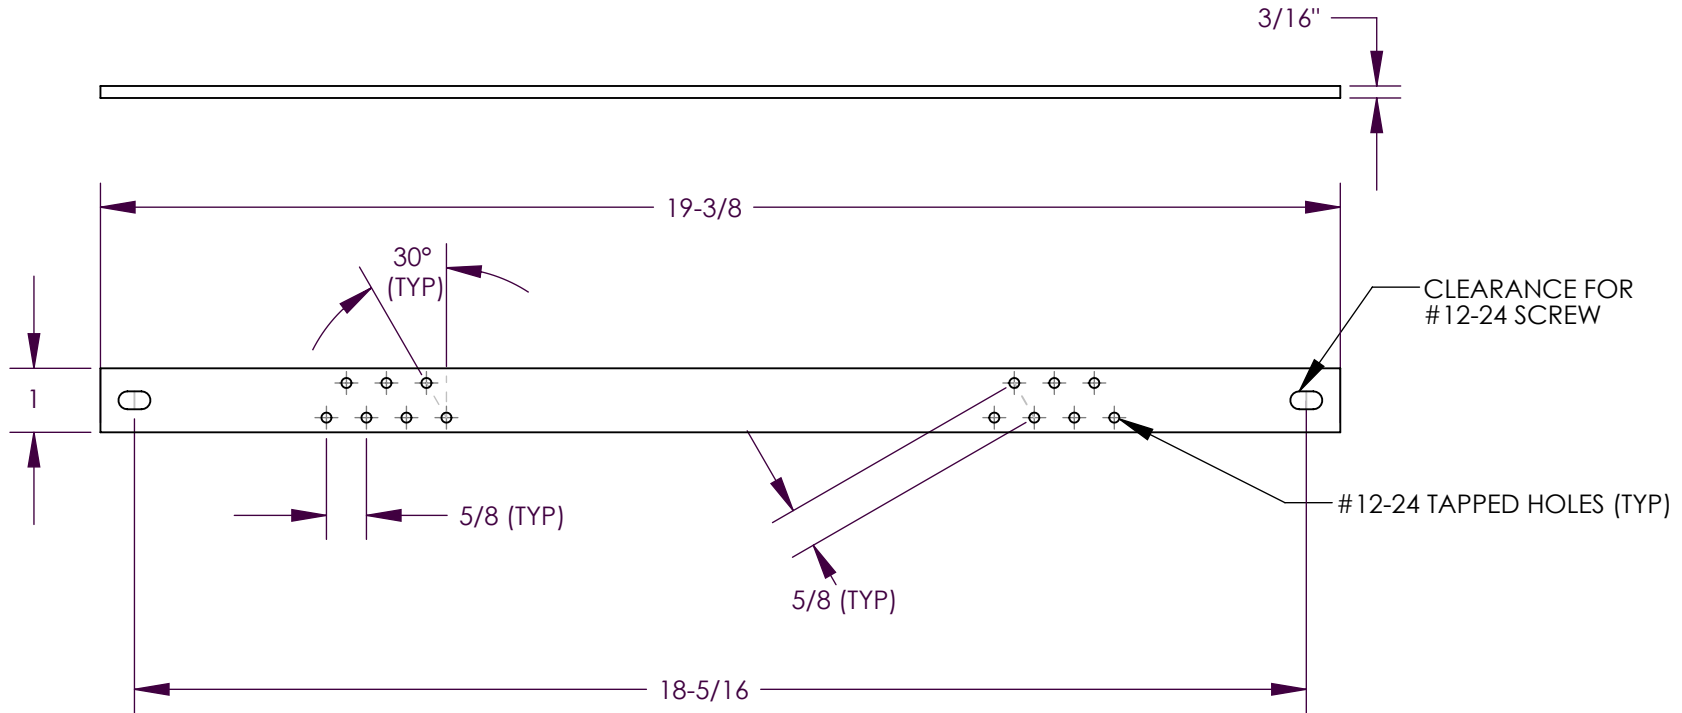 3/16"
19-3/8
30°
(TYP)
CLEARANCE FOR
#12-24 SCREW
1
5/8 (TYP)
#12-24 TAPPED HOLES (TYP)
5/8 (TYP)
18-5/16